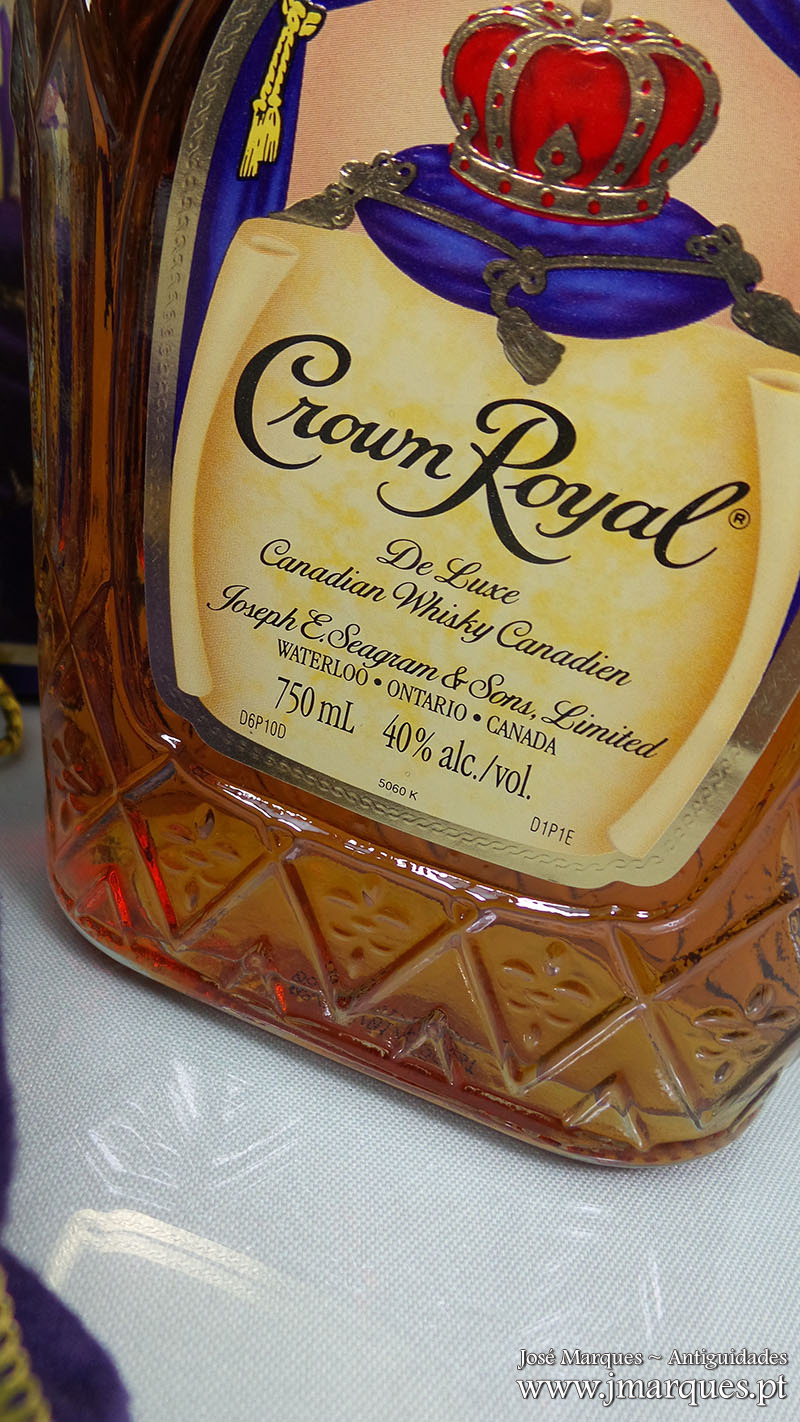 Crown Royal®
De Luxe
Canadian Whisky Canadien
Joseph E. Seagram & Sons, Limited
WATERLOO • ONTARIO • CANADA
750 mL 40% alc./vol.
D6P10D
5060 K
D1P1E
José Marques ~ Antiguidades
www.jmarques.pt